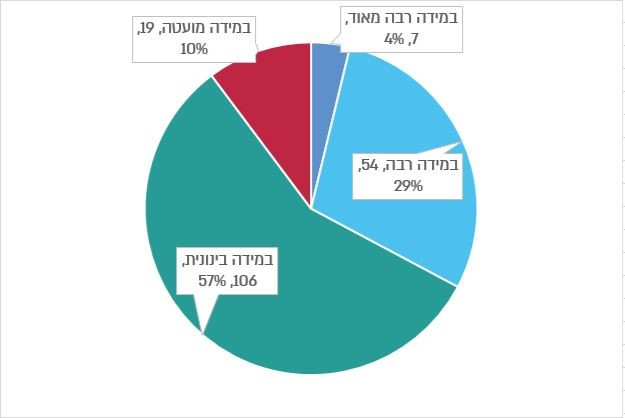 במידה רבה מאוד,
7, 4%
במידה מועטה, 19,
10%
במידה רבה, 54,
29%
במידה בינונית,
106, 57%